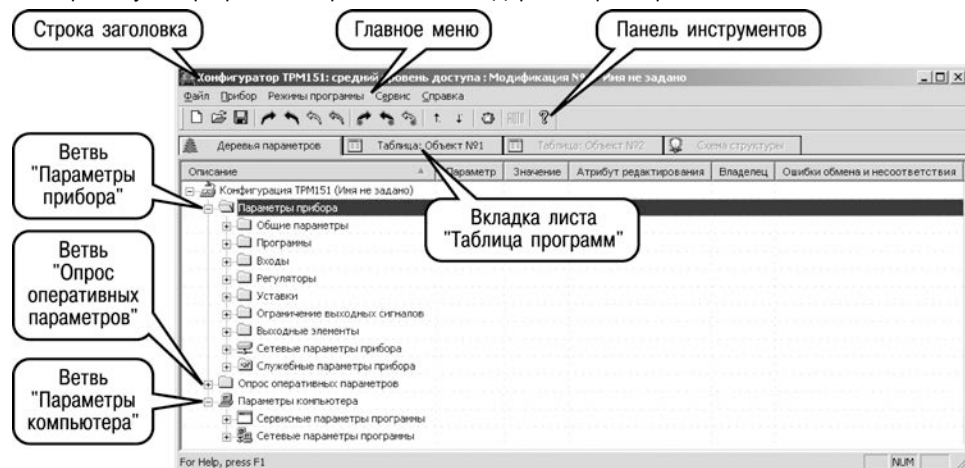 Строка заголовка
Главное меню
Панель инструментов
Конфигуратор ТРМ151: средний уровень доступа : Модификация Имя не задано
Файл Прибор Режимы программы Сервис Справка
Деревья параметров
Таблица: Объект №1
Таблица: Объект №2
Схема структуры
Описание
Параметр
Значение
Атрибут редактирования
Владелец
Ошибки обмена и несоответствия
Ветвь
"Параметры
прибора"
Ветвь
"Опрос
оперативных
параметров"
Ветвь
"Параметры
компьютера"
Вкладка листа
"Таблица программ"
Конфигурация ТРМ151 (Имя не задано)
Параметры прибора
Общие параметры
Программы
Входы
Регуляторы
Уставки
Ограничение выходных сигналов
Выходные элементы
Сетевые параметры прибора
Служебные параметры прибора
Опрос оперативных параметров
Параметры компьютера
Сервисные параметры программы
Сетевые параметры программы
For Help, press F1
NUM